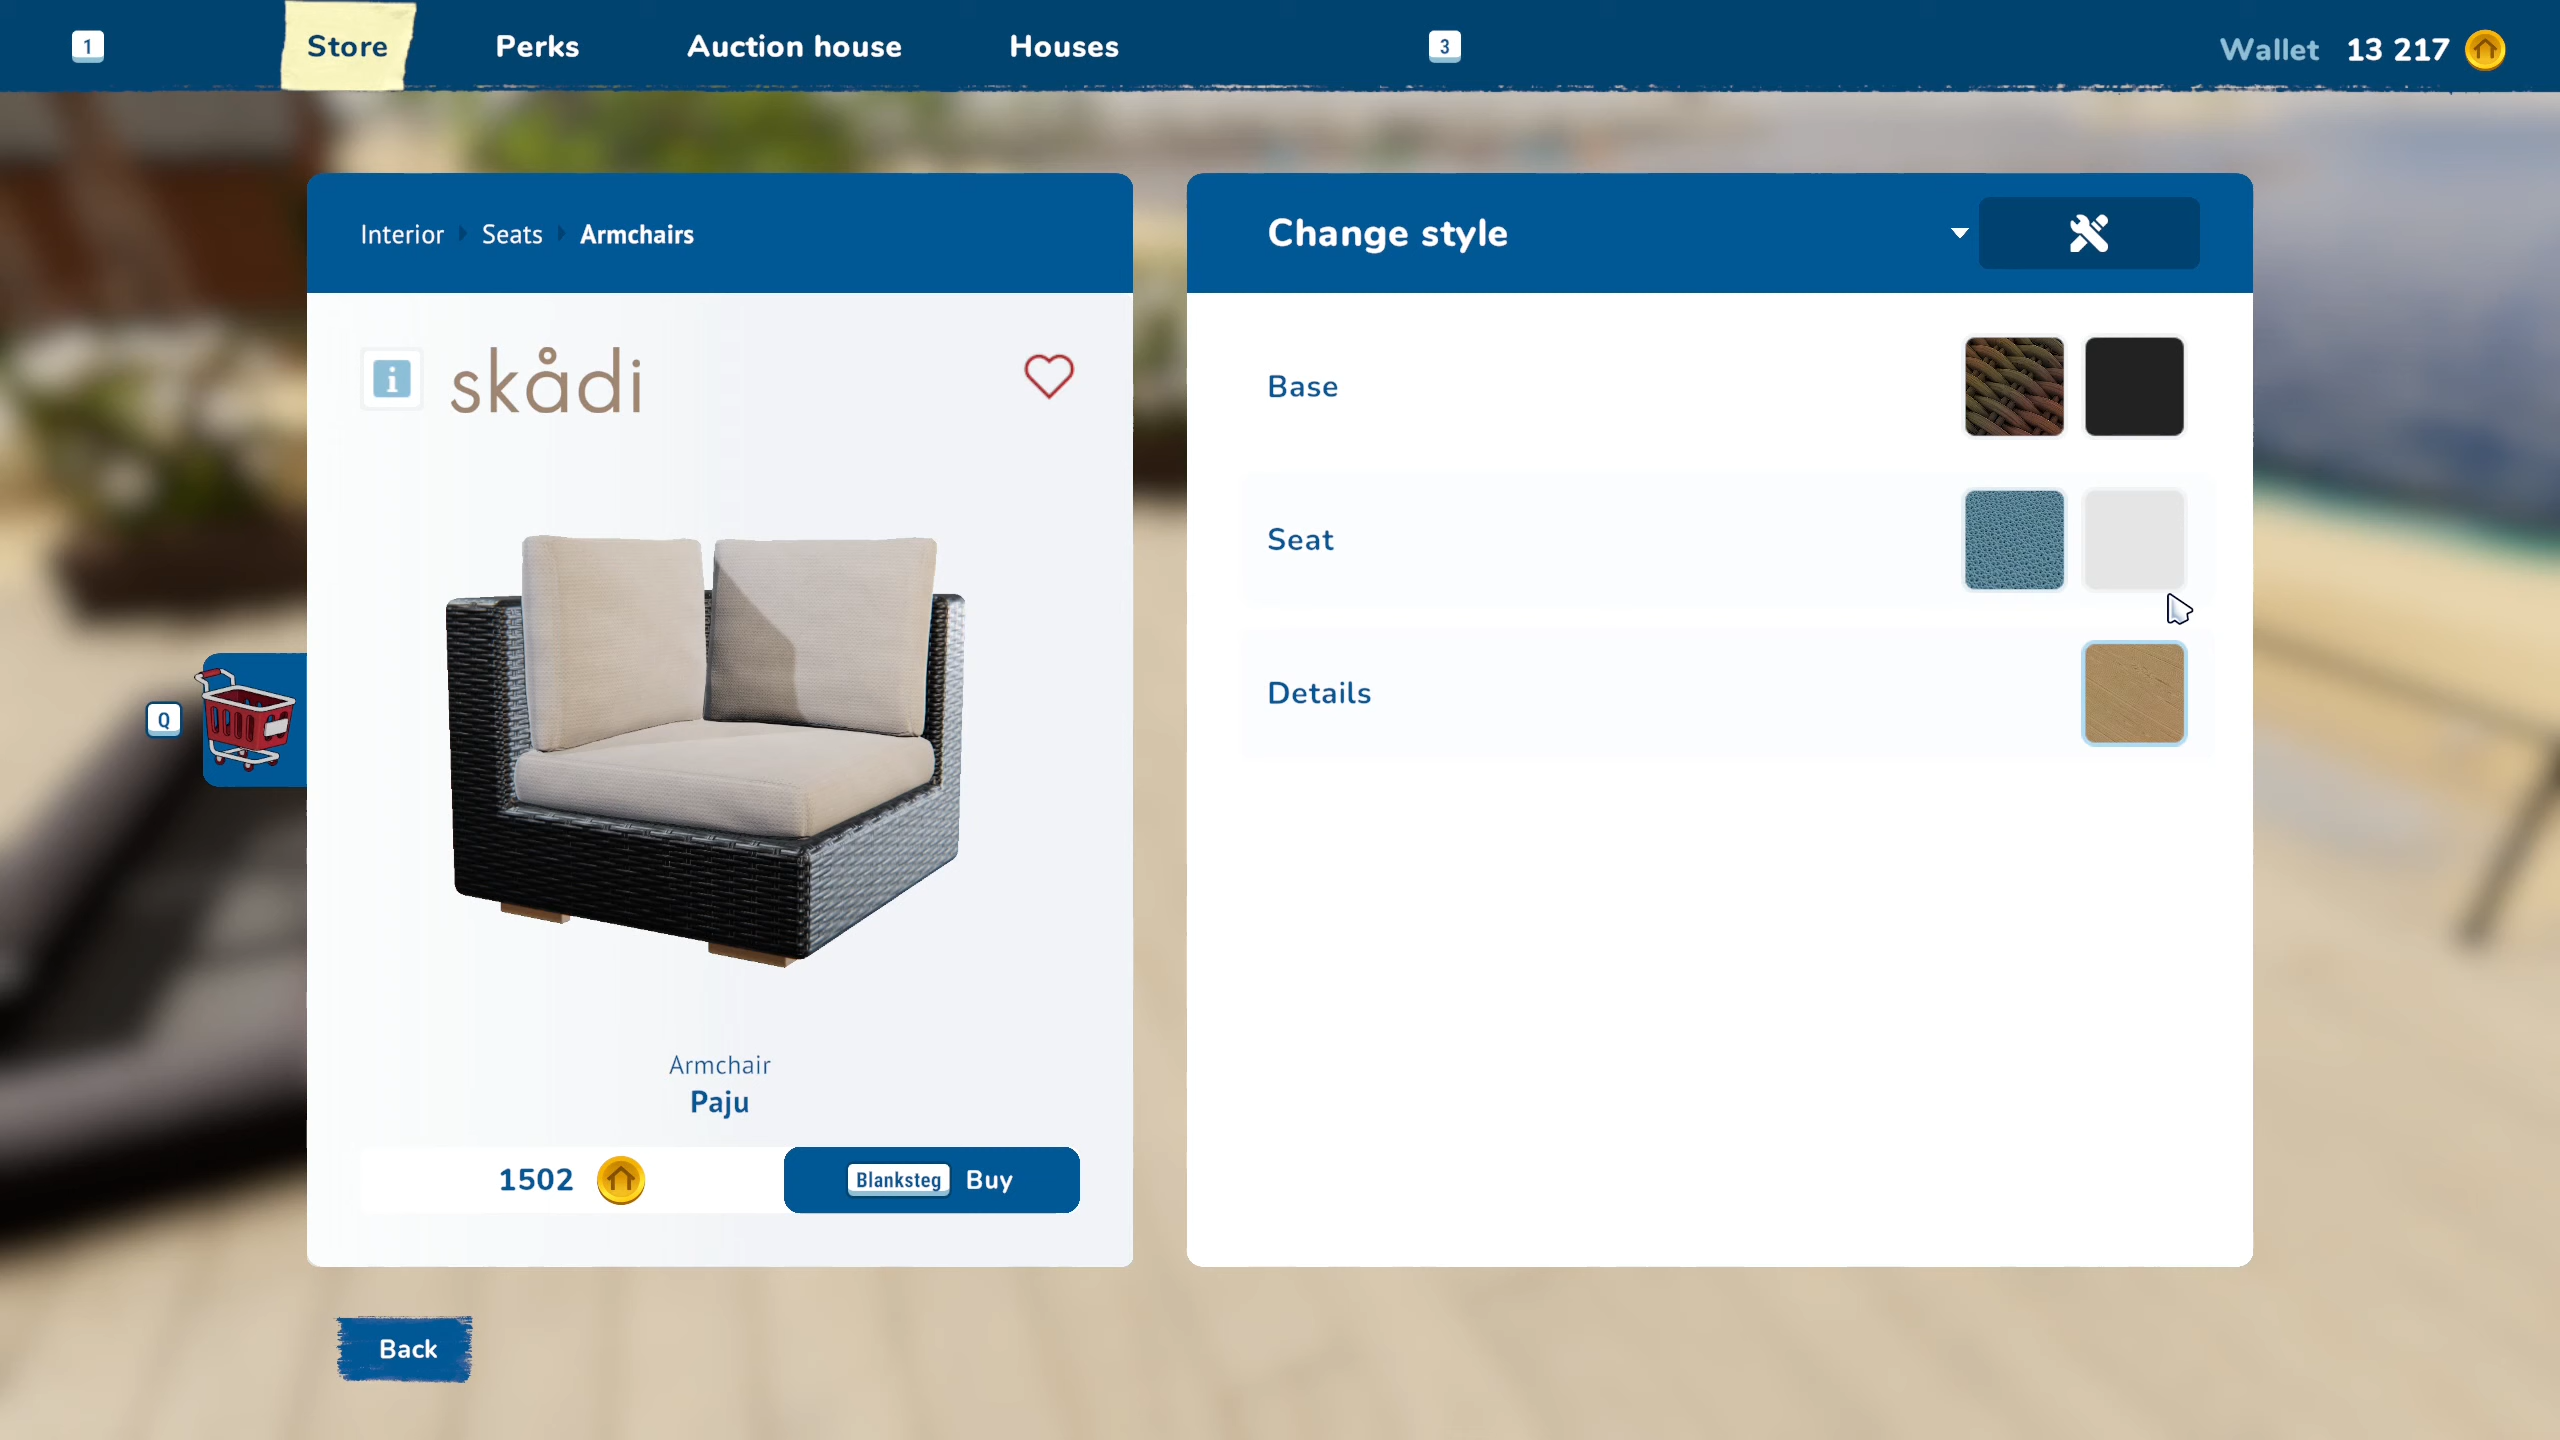 1
Store
Perks
Auction house
Houses
3
Wallet 13 217
Interior Seats Armchairs
i skådi
Armchair
Paju
1502
Blanksteg Buy
Q
Back
Change style
Base
Seat
Details